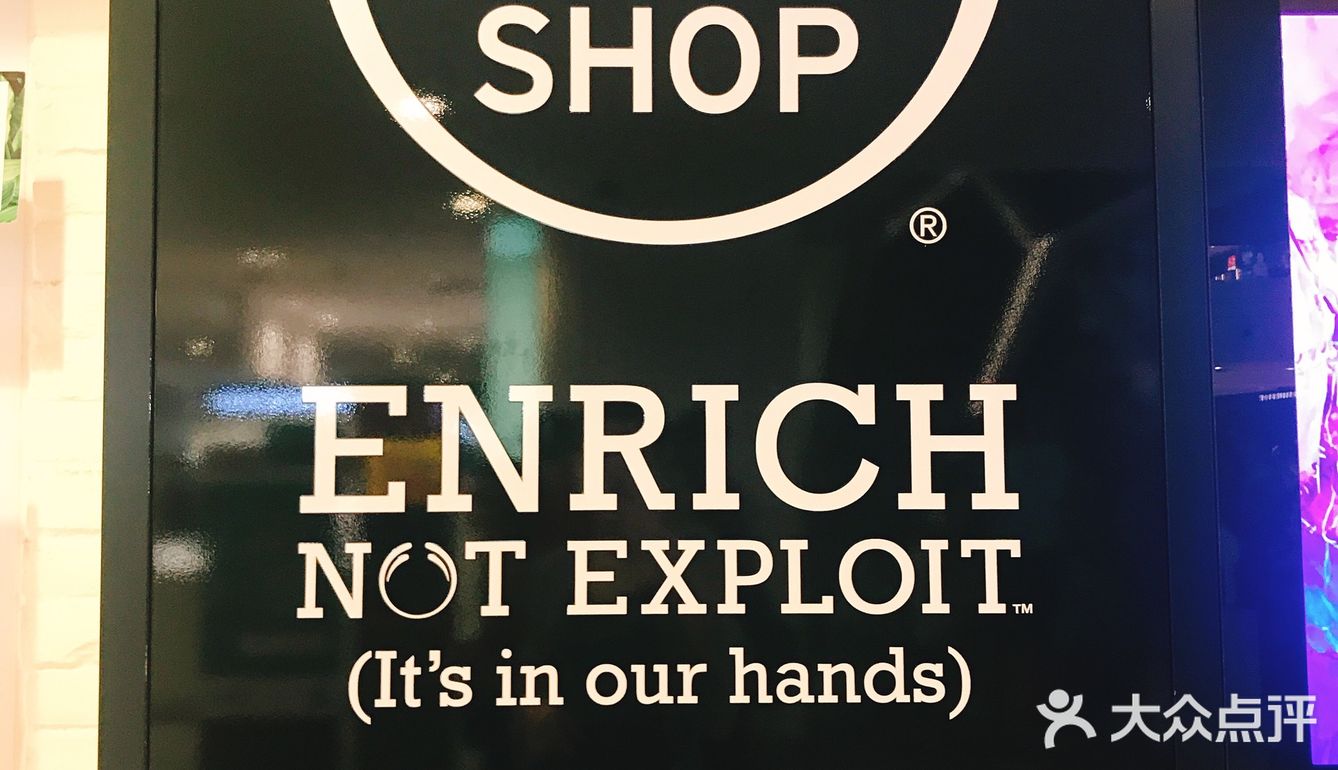 SHOP
®
ENRICH
NOT EXPLOIT™
(It's in our hands)
大众点评